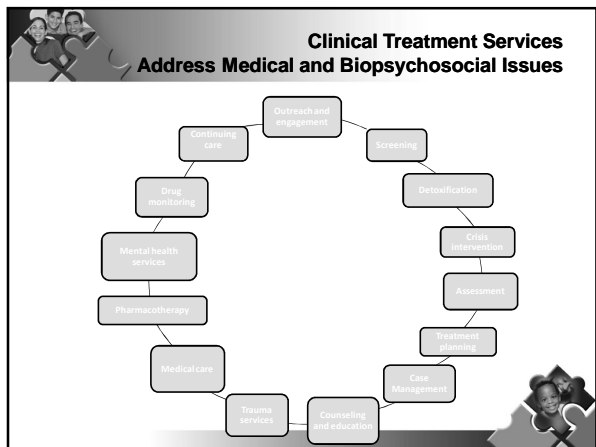 Clinical Treatment Services
Address Medical and Biopsychosocial Issues
Outreach and
engagement
Screening
Detoxification
Crisis
intervention
Assessment
Treatment
planning
Case
Management
Counseling
and education
Trauma
services
Medical care
Pharmacotherapy
Mental health
services
Drug
monitoring
Continuing
care